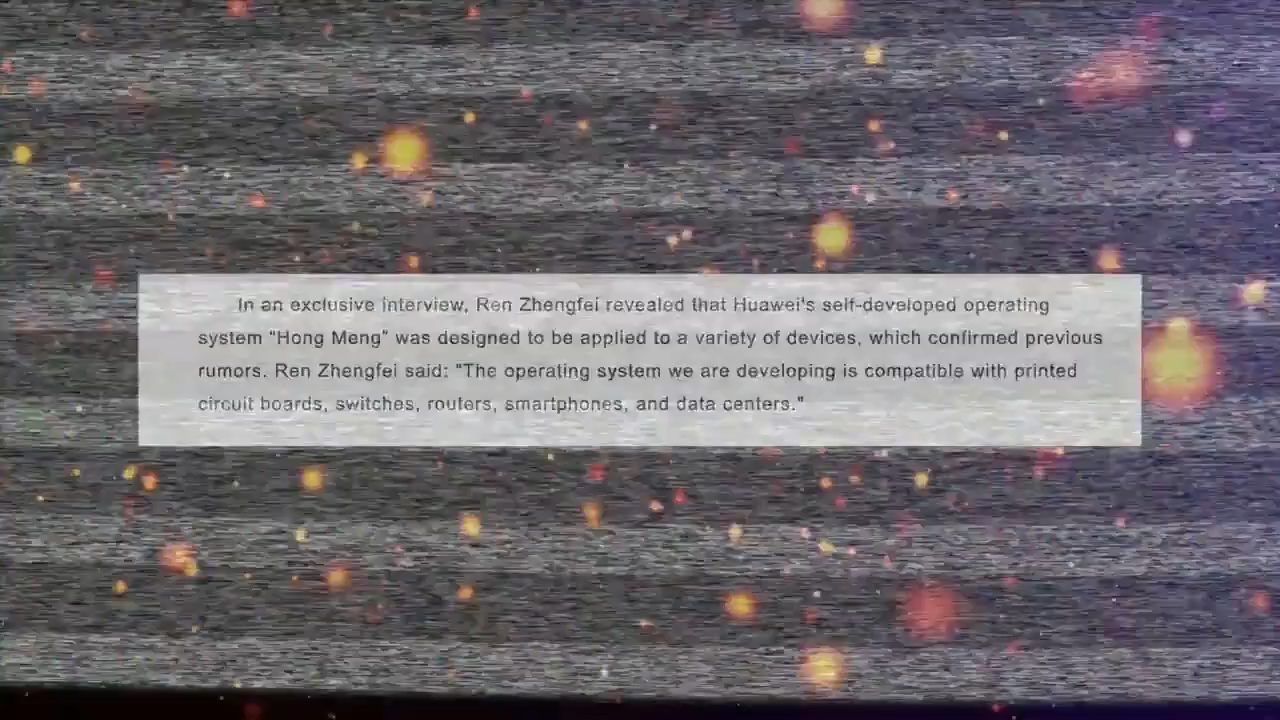 In an exclusive interview, Ren Zhengfei revealed that Huawei's self-developed operating
system "Hong Meng" was designed to be applied to a variety of devices, which confirmed previous
rumors. Ren Zhengfei said: "The operating system we are developing is compatible with printed
circuit boards, switches, routers, smartphones, and data centers."